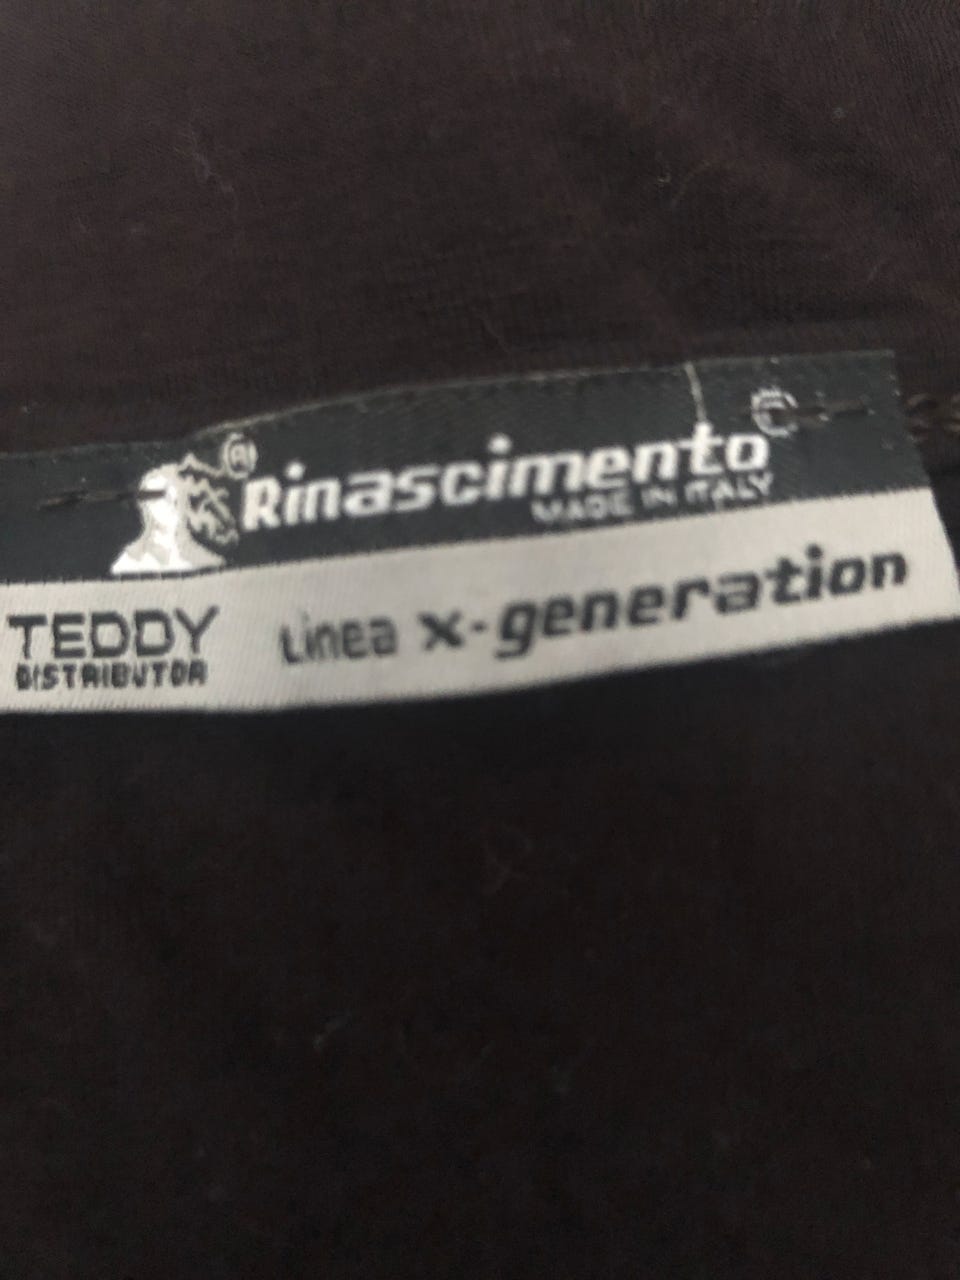 ® Rinascimento ©
MADE IN ITALY
TEDDY
DISTRIBUTOR
Linea x-generation